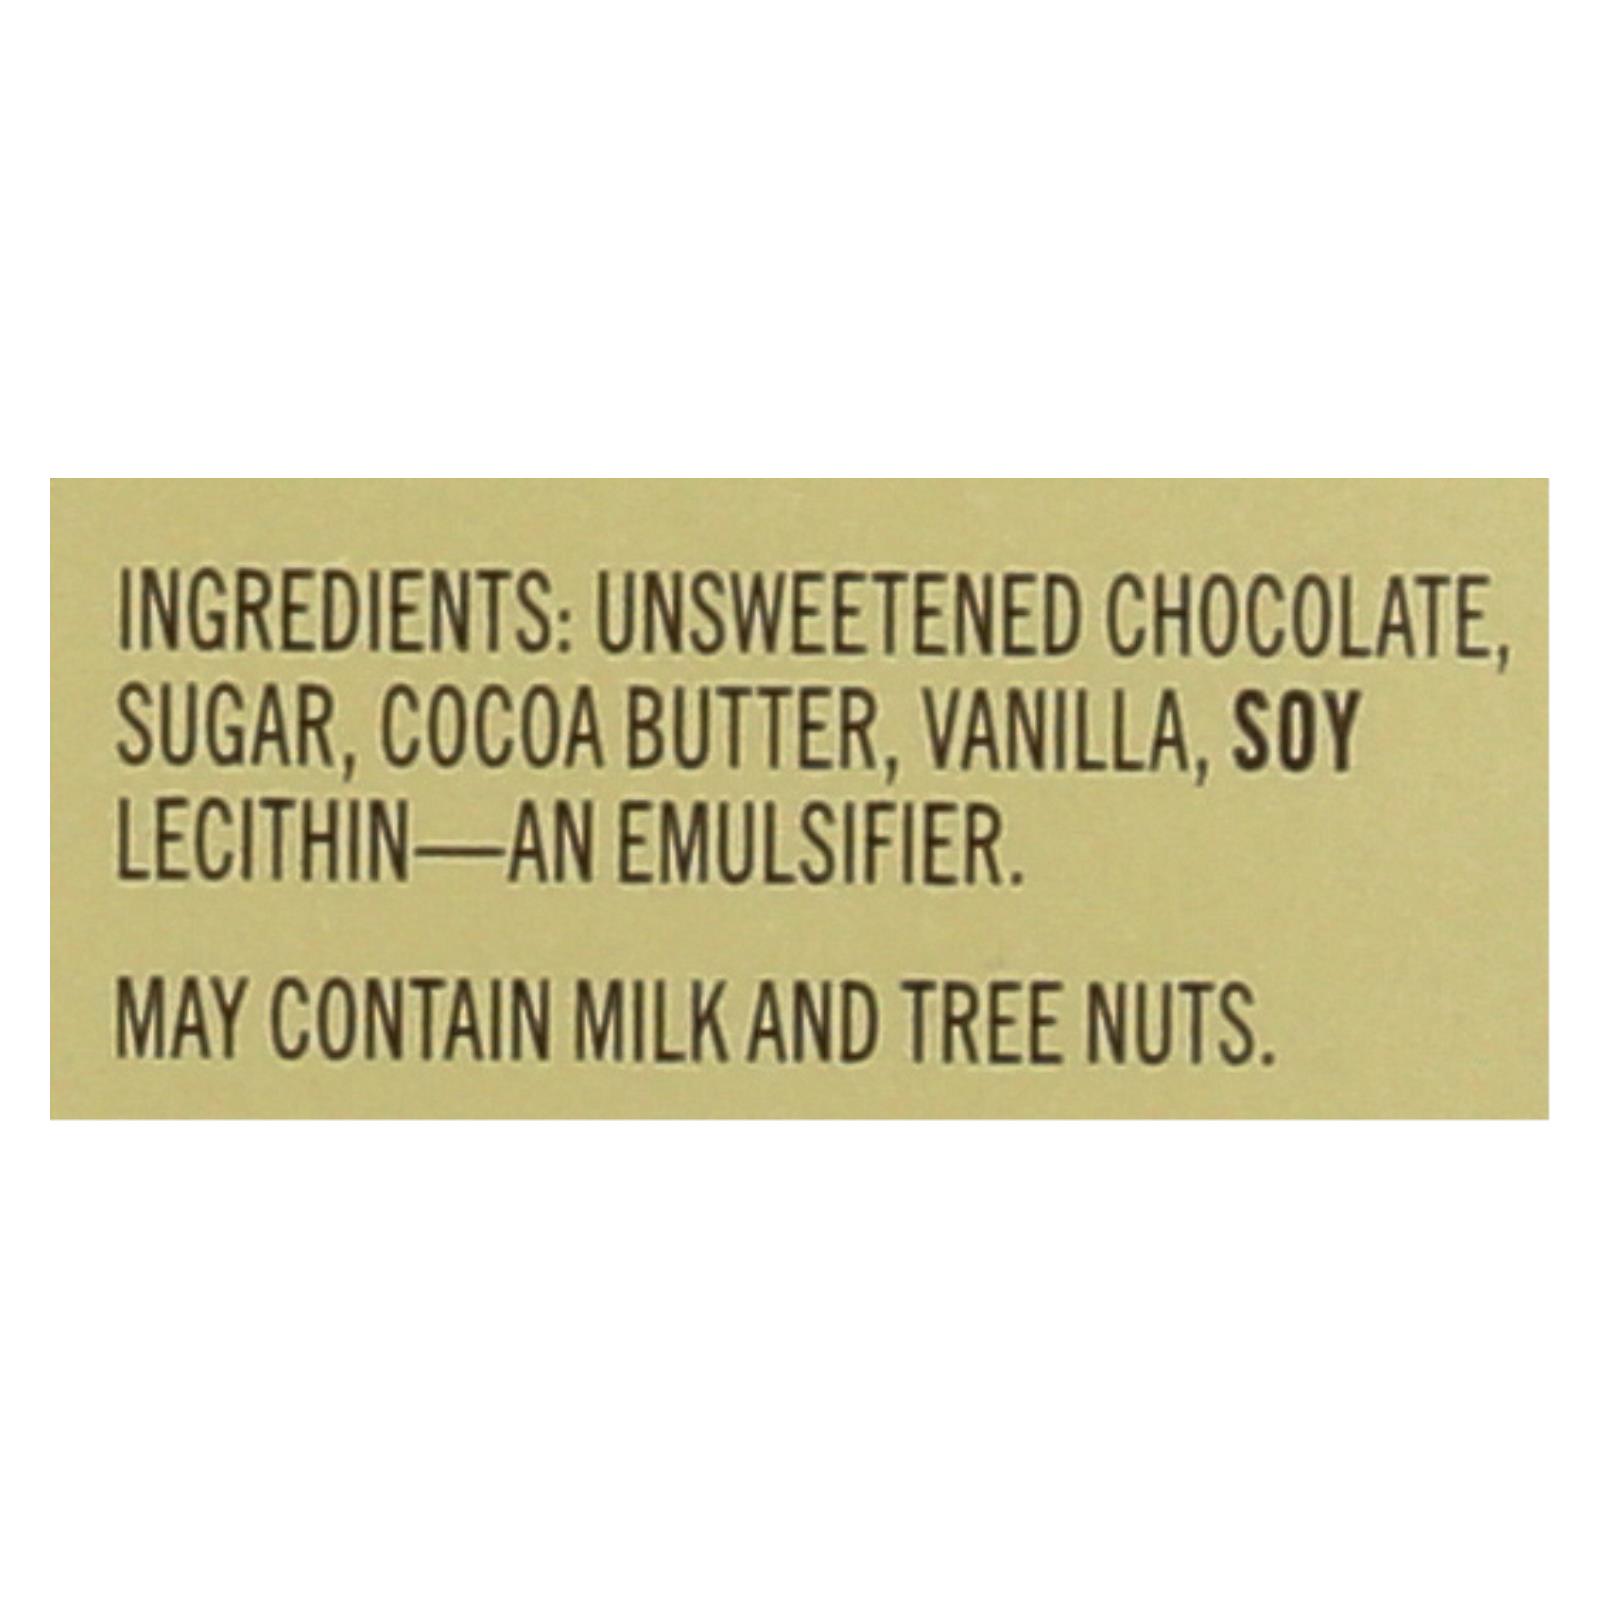 INGREDIENTS: UNSWEETENED CHOCOLATE,
SUGAR, COCOA BUTTER, VANILLA, SOY
LECITHIN—AN EMULSIFIER.
MAY CONTAIN MILK AND TREE NUTS.